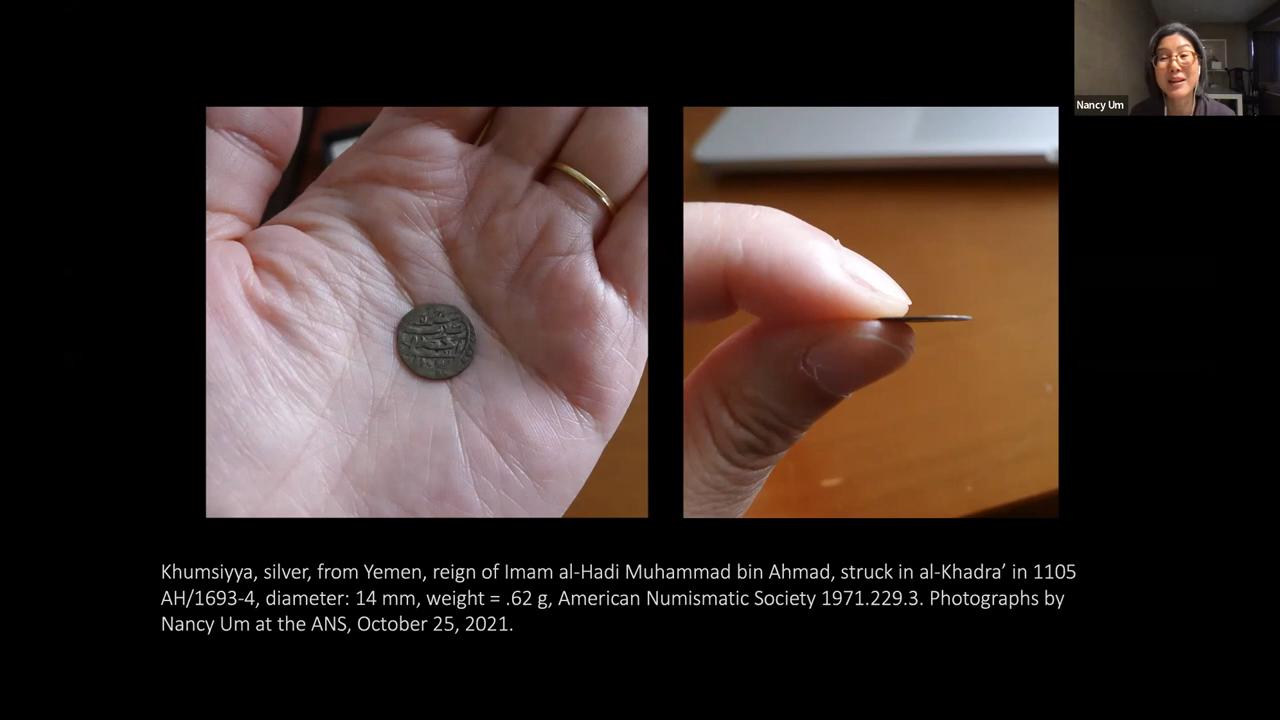 Nancy Um
Khumsiyya, silver, from Yemen, reign of Imam al-Hadi Muhammad bin Ahmad, struck in al-Khadra’ in 1105
AH/1693-4, diameter: 14 mm, weight = .62 g, American Numismatic Society 1971.229.3. Photographs by
Nancy Um at the ANS, October 25, 2021.